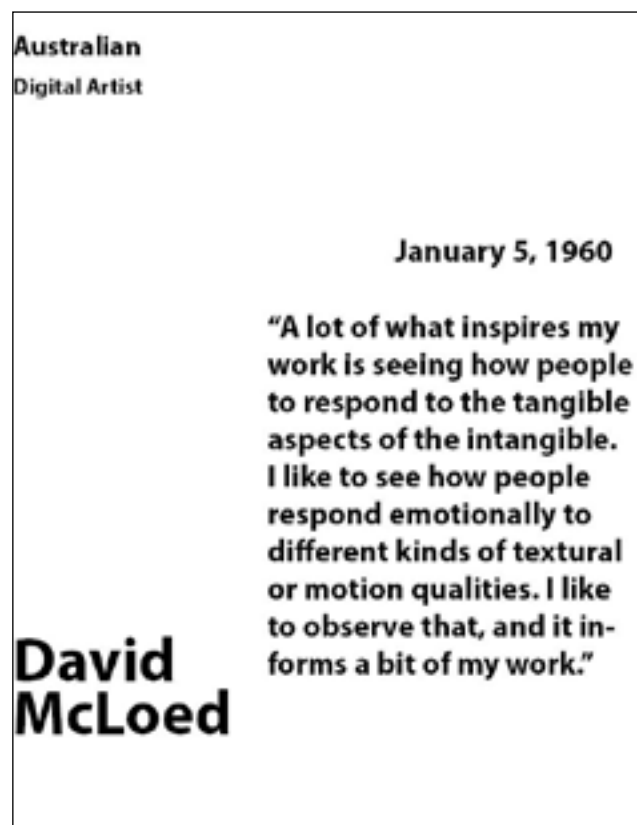 Australian
Digital Artist
January 5, 1960
“A lot of what inspires my
work is seeing how people
to respond to the tangible
aspects of the intangible.
I like to see how people
respond emotionally to
different kinds of textural
or motion qualities. I like
to observe that, and it in-
forms a bit of my work.”
David
McLoed